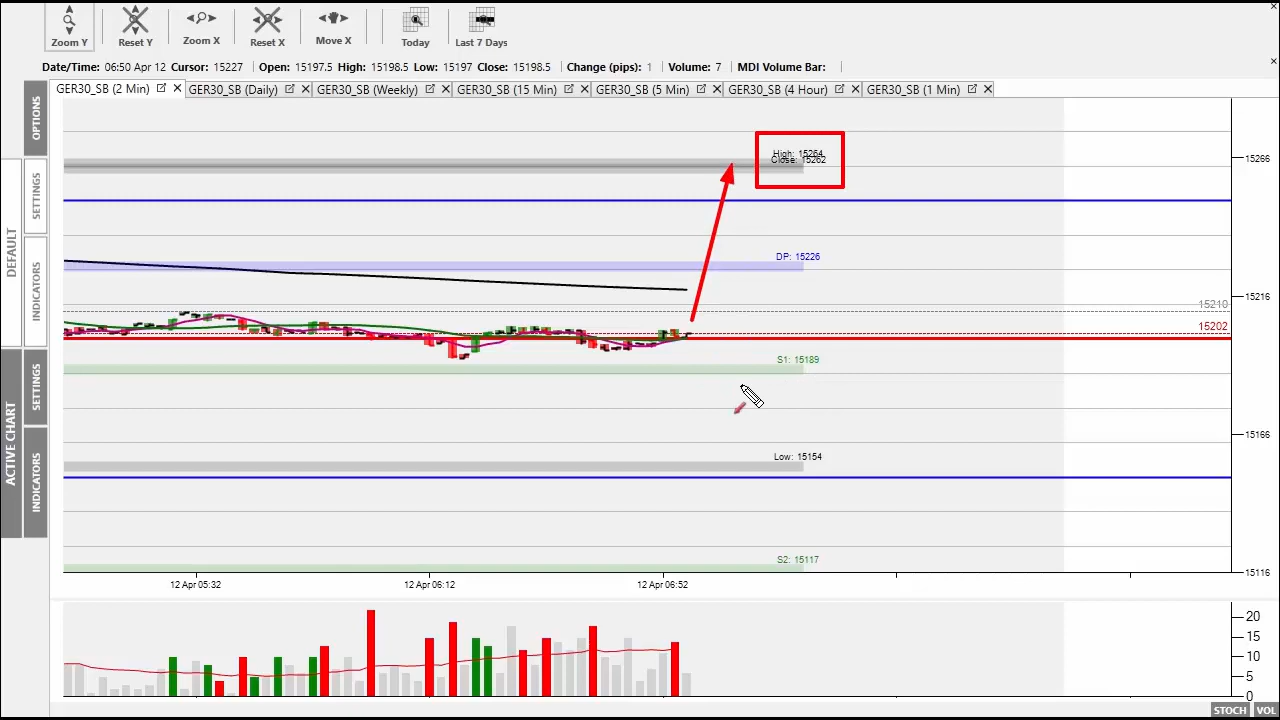 Zoom Y
Reset Y
Zoom X
Reset X
Move X
Today
Last 7 Days
Date/Time: 06:50 Apr 12 Cursor: 15227 Open: 15197.5 High: 15198.5 Low: 15197 Close: 15198.5 Change (pips): 1 Volume: 7 MDI Volume Bar:
GER30_SB (2 Min)
GER30_SB (Daily)
GER30_SB (Weekly)
GER30_SB (15 Min)
GER30_SB (5 Min)
GER30_SB (4 Hour)
GER30_SB (1 Min)
OPTIONS
SETTINGS
INDICATORS
DEFAULT
SETTINGS
INDICATORS
ACTIVE CHART
High: 15264
Close: 15262
15266
DP: 15226
15216
15210
15202
S1: 15189
15166
Low: 15154
S2: 15117
15116
12 Apr 05:32
12 Apr 06:12
12 Apr 06:52
20
15
10
5
0
STOCH
VOL